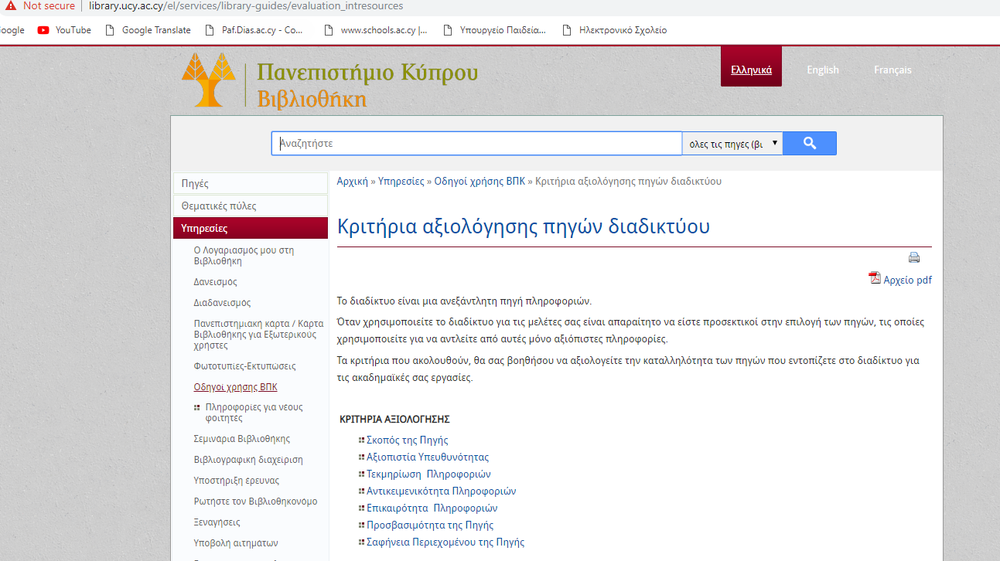 Not secure | library.ucy.ac.cy/el/services/library-guides/evaluation_intresources
oogle YouTube Google Translate Paf.Dias.ac.cy - Co... www.schools.ac.cy |... Υπουργείο Παιδεία... Ηλεκτρονικό Σχολείο
Πανεπιστήμιο Κύπρου
Βιβλιοθήκη
Ελληνικά English Français
Αναζητήστε όλες τις πηγές (βι
Πηγές
Θεματικές πύλες
Υπηρεσίες
Ο Λογαριασμός μου στη
Βιβλιοθήκη
Δανεισμός
Διαδανεισμός
Πανεπιστημιακή κάρτα / Κάρτα
Βιβλιοθήκης για Εξωτερικούς
χρήστες
Φωτοτυπίες-Εκτυπώσεις
Οδηγοί χρήσης ΒΠΚ
Πληροφορίες για νέους
φοιτητές
Σεμινάρια Βιβλιοθήκης
Βιβλιογραφική διαχείριση
Υποστήριξη έρευνας
Ρωτήστε τον Βιβλιοθηκονόμο
Ξεναγήσεις
Υποβολή αιτημάτων
Αρχική » Υπηρεσίες » Οδηγοί χρήσης ΒΠΚ » Κριτήρια αξιολόγησης πηγών διαδικτύου
Κριτήρια αξιολόγησης πηγών διαδικτύου
Αρχείο pdf
Το διαδίκτυο είναι μια ανεξάντλητη πηγή πληροφοριών.
Όταν χρησιμοποιείτε το διαδίκτυο για τις μελέτες σας είναι απαραίτητο να είστε προσεκτικοί στην επιλογή των πηγών, τις οποίες
χρησιμοποιείτε για να αντλείτε από αυτές μόνο αξιόπιστες πληροφορίες.
Τα κριτήρια που ακολουθούν, θα σας βοηθήσου να αξιολογείτε την καταλληλότητα των πηγών που εντοπίζετε στο διαδίκτυο για
τις ακαδημαϊκές σας εργασίες.
ΚΡΙΤΗΡΙΑ ΑΞΙΟΛΟΓΗΣΗΣ
Σκοπός της Πηγής
Αξιοπιστία Υπευθυνότητας
Τεκμηρίωση Πληροφοριών
Αντικειμενικότητα Πληροφοριών
Επικαιρότητα Πληροφοριών
Προσβασιμότητα της Πηγής
Σαφήνεια Περιεχομένου της Πηγής